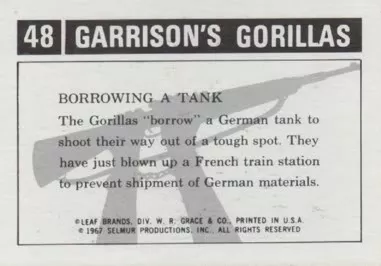 48 GARRISON'S GORILLAS
BORROWING A TANK
The Gorillas "borrow" a German tank to
shoot their way out of a tough spot. They
have just blown up a French train station
to prevent shipment of German materials.
© LEAF BRANDS, DIV. W. R. GRACE & CO., PRINTED IN U.S.A.
© 1967 SELMUR PRODUCTIONS, INC., ALL RIGHTS RESERVED